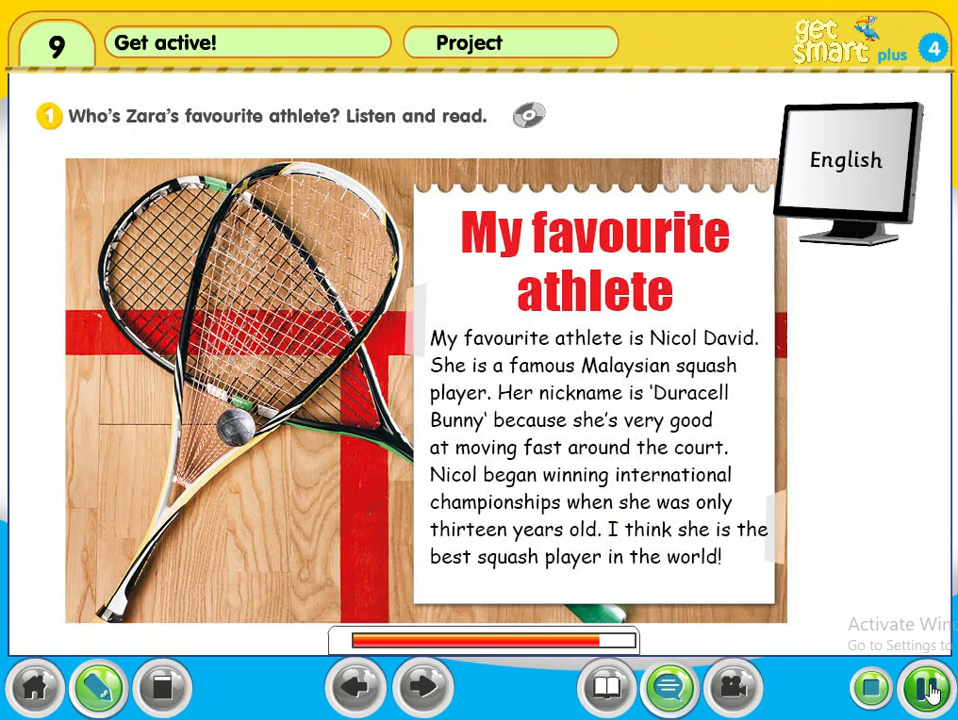 9
Get active!
Project
get
smart
plus
4
1 Who's Zara's favourite athlete? Listen and read.
English
My favourite
athlete
My favourite athlete is Nicol David.
She is a famous Malaysian squash
player. Her nickname is 'Duracell
Bunny' because she's very good
at moving fast around the court.
Nicol began winning international
championships when she was only
thirteen years old. I think she is the
best squash player in the world!
Activate Win
Go to Settings to